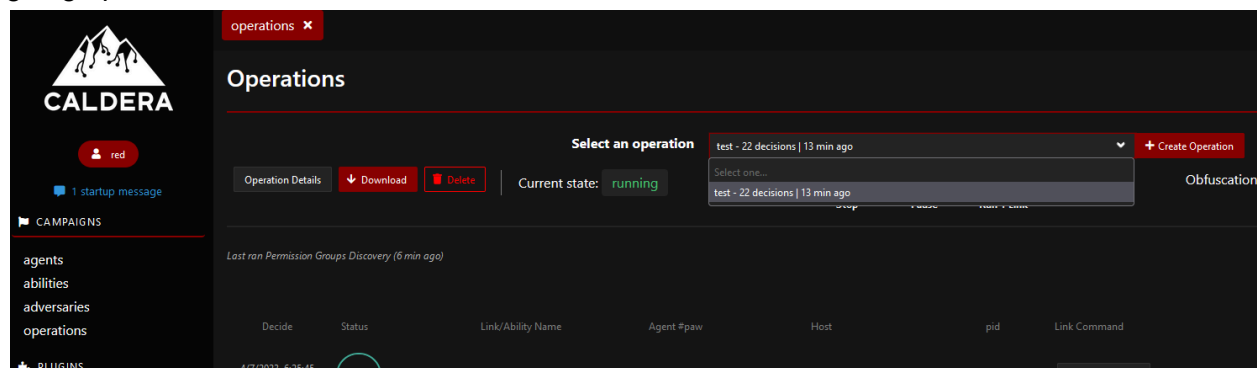 operations ×
CALDERA
red
1 startup message
CAMPAIGNS
agents
abilities
adversaries
operations
PLUGINS
Operations
Select an operation
test - 22 decisions | 13 min ago
+ Create Operation
Operation Details
Download
Delete
Current state: running
Select one...
test - 22 decisions | 13 min ago
Obfuscation
Stop Pause Run 1 Link
Last ran Permission Groups Discovery (6 min ago)
Decide Status Link/Ability Name Agent #paw Host pid Link Command